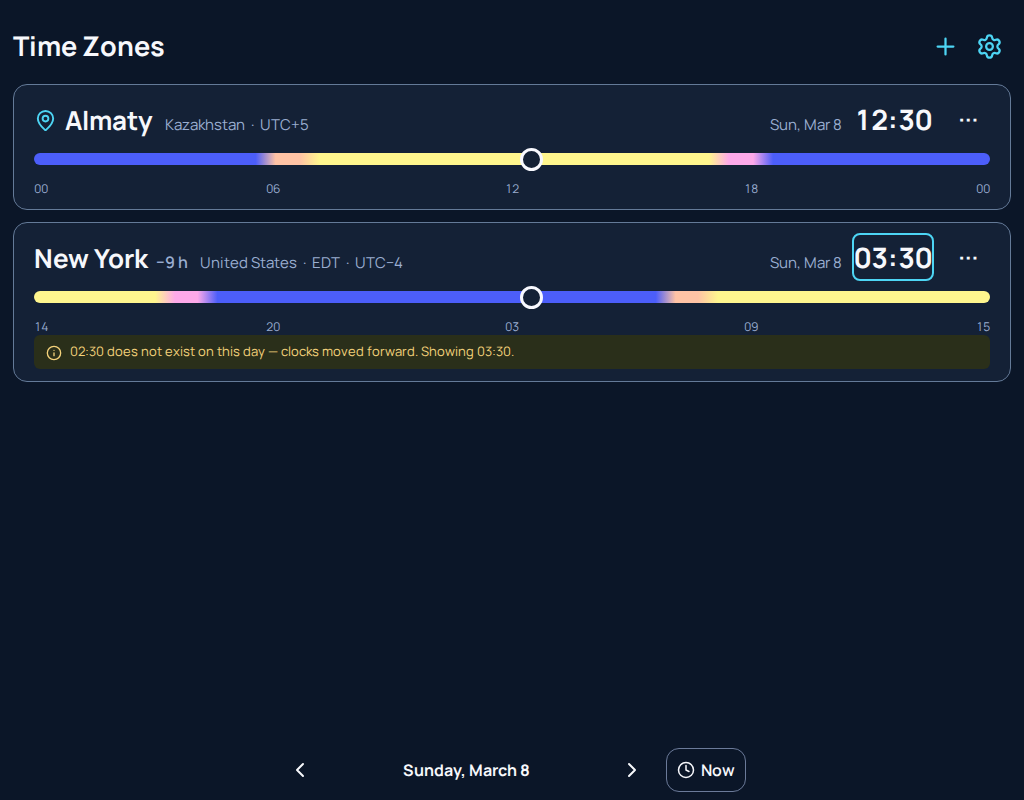 Time Zones
Almaty Kazakhstan · UTC+5 Sun, Mar 8 12:30 ···
00 06 12 18 00
New York −9 h United States · EDT · UTC−4 Sun, Mar 8 03:30 ···
14 20 03 09 15
02:30 does not exist on this day — clocks moved forward. Showing 03:30.
Sunday, March 8 Now